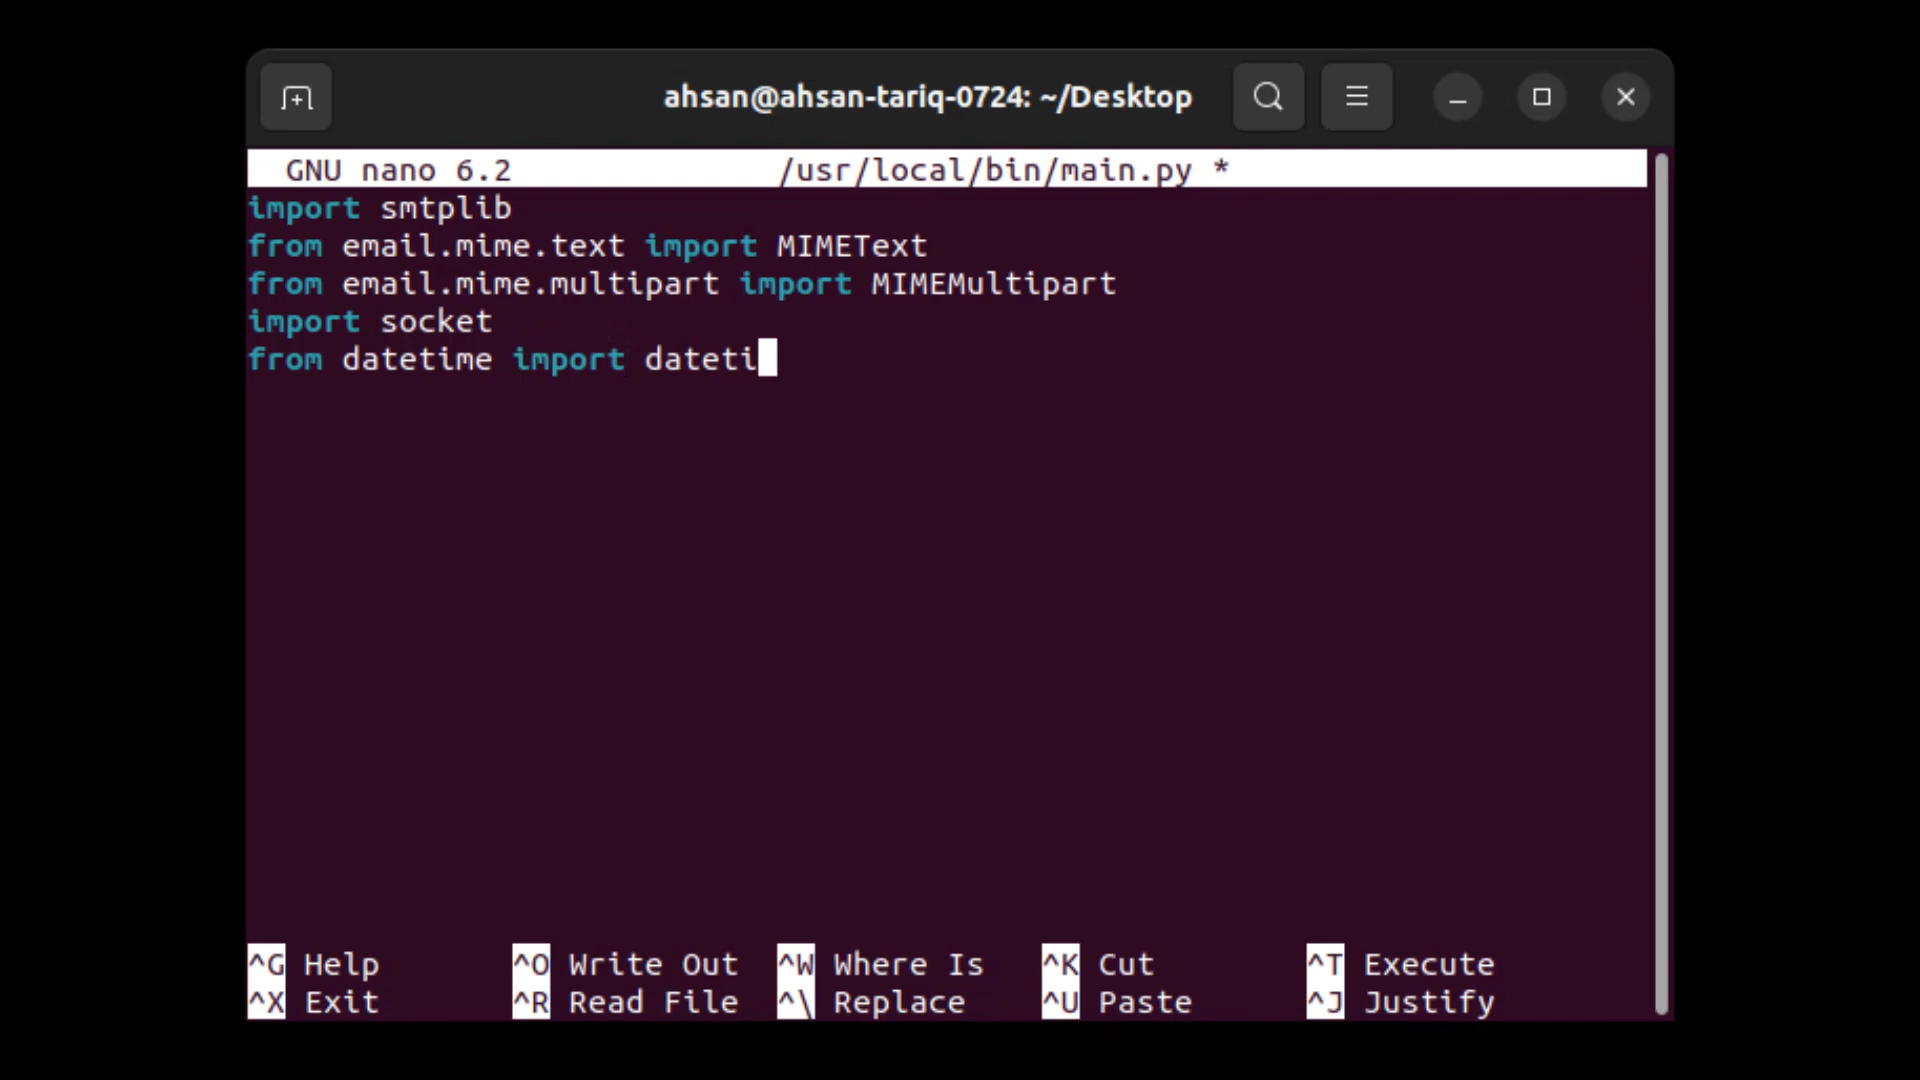 ahsan@ahsan-tariq-0724: ~/Desktop
GNU nano 6.2 /usr/local/bin/main.py *
import smtplib
from email.mime.text import MIMEText
from email.mime.multipart import MIMEMultipart
import socket
from datetime import dateti
^G Help ^O Write Out ^W Where Is ^K Cut ^T Execute
^X Exit ^R Read File ^\ Replace ^U Paste ^J Justify